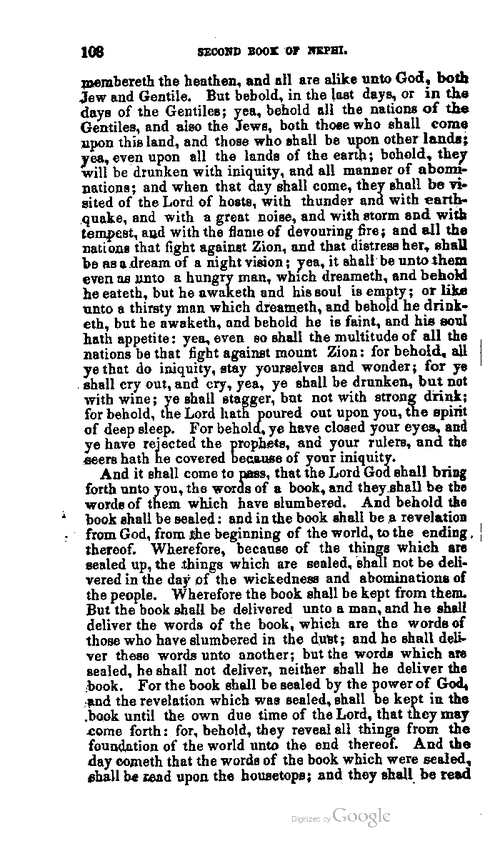 108 SECOND BOOK OF NEPHI.
membereth the heathen, and all are alike unto God, both
Jew and Gentile. But behold, in the last days, or in the
days of the Gentiles; yea, behold all the nations of the
Gentiles, and also the Jews, both those who shall come
upon this land, and those who shall be upon other lands;
yea, even upon all the lands of the earth; behold, they
will be drunken with iniquity, and all manner of abomi-
nations; and when that day shall come, they shall be vi-
sited of the Lord of hosts, with thunder and with earth-
quake, and with a great noise, and with storm and with
tempest, and with the flame of devouring fire; and all the
nations that fight against Zion, and that distress her, shall
be as a dream of a night vision; yea, it shall be unto them
even as unto a hungry man, which dreameth, and behold
he eateth, but he awaketh and his soul is empty; or like
unto a thirsty man which dreameth, and behold he drink-
eth, but he awaketh, and behold he is faint, and his soul
hath appetite: yea, even so shall the multitude of all the
nations be that fight against mount Zion: for behold, all
ye that do iniquity, stay yourselves and wonder; for ye
shall cry out, and cry, yea, ye shall be drunken, but not
with wine; ye shall stagger, but not with strong drink;
for behold, the Lord hath poured out upon you, the spirit
of deep sleep. For behold, ye have closed your eyes, and
ye have rejected the prophets, and your rulers, and the
seers hath he covered because of your iniquity.
And it shall come to pass, that the Lord God shall bring
forth unto you, the words of a book, and they shall be the
words of them which have slumbered. And behold the
book shall be sealed: and in the book shall be a revelation
from God, from the beginning of the world, to the ending
thereof. Wherefore, because of the things which are
sealed up, the things which are sealed, shall not be deli-
vered in the day of the wickedness and abominations of
the people. Wherefore the book shall be kept from them.
But the book shall be delivered unto a man, and he shall
deliver the words of the book, which are the words of
those who have slumbered in the dust; and he shall deli-
ver these words unto another; but the words which are
sealed, he shall not deliver, neither shall he deliver the
book. For the book shall be sealed by the power of God,
and the revelation which was sealed, shall be kept in the
book until the own due time of the Lord, that they may
come forth: for, behold, they reveal all things from the
foundation of the world unto the end thereof. And the
day cometh that the words of the book which were sealed,
shall be read upon the housetops; and they shall be read
Digitized by Google